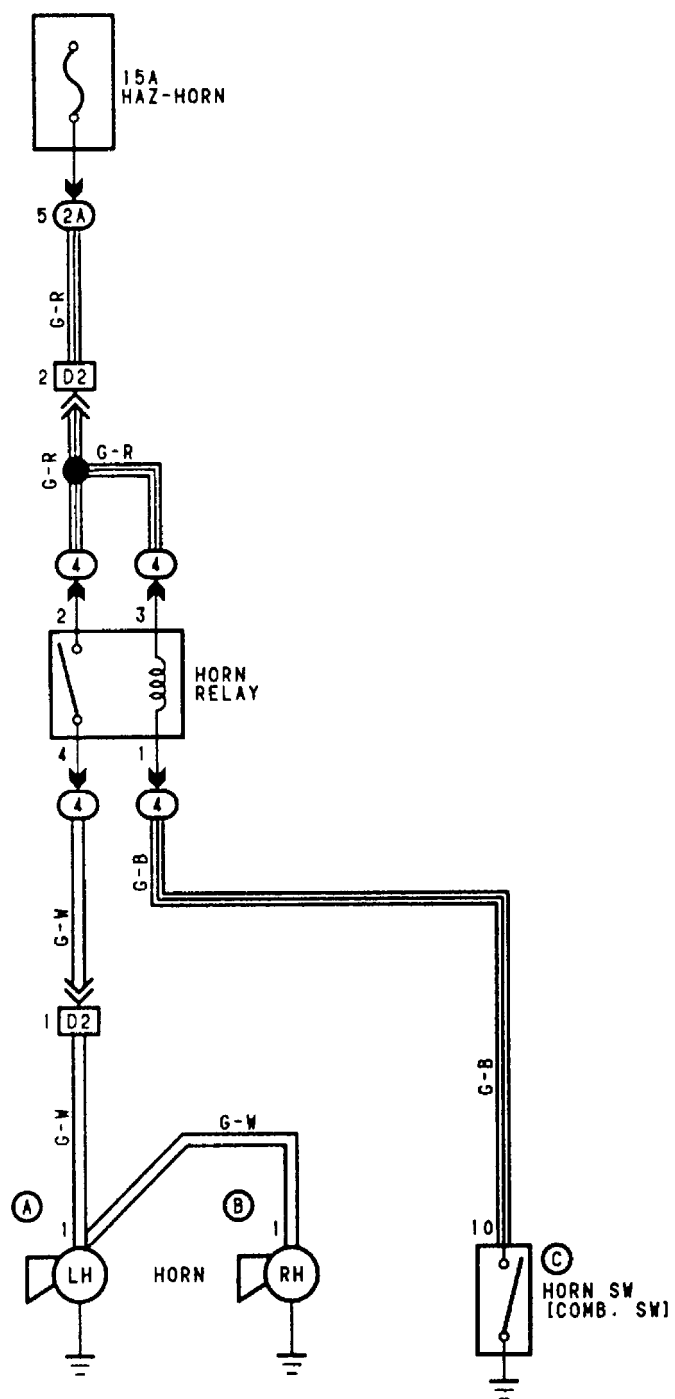 15A
HAZ-HORN
5 2A
G-R
2 D2
G-R
G-R
4 4
2 3
HORN
RELAY
4 1
4 4
G-B
G-W
1 D2
G-B
G-W
G-W
A 1
B 1
10
C
LH
HORN
RH
HORN SW
[COMB. SW]